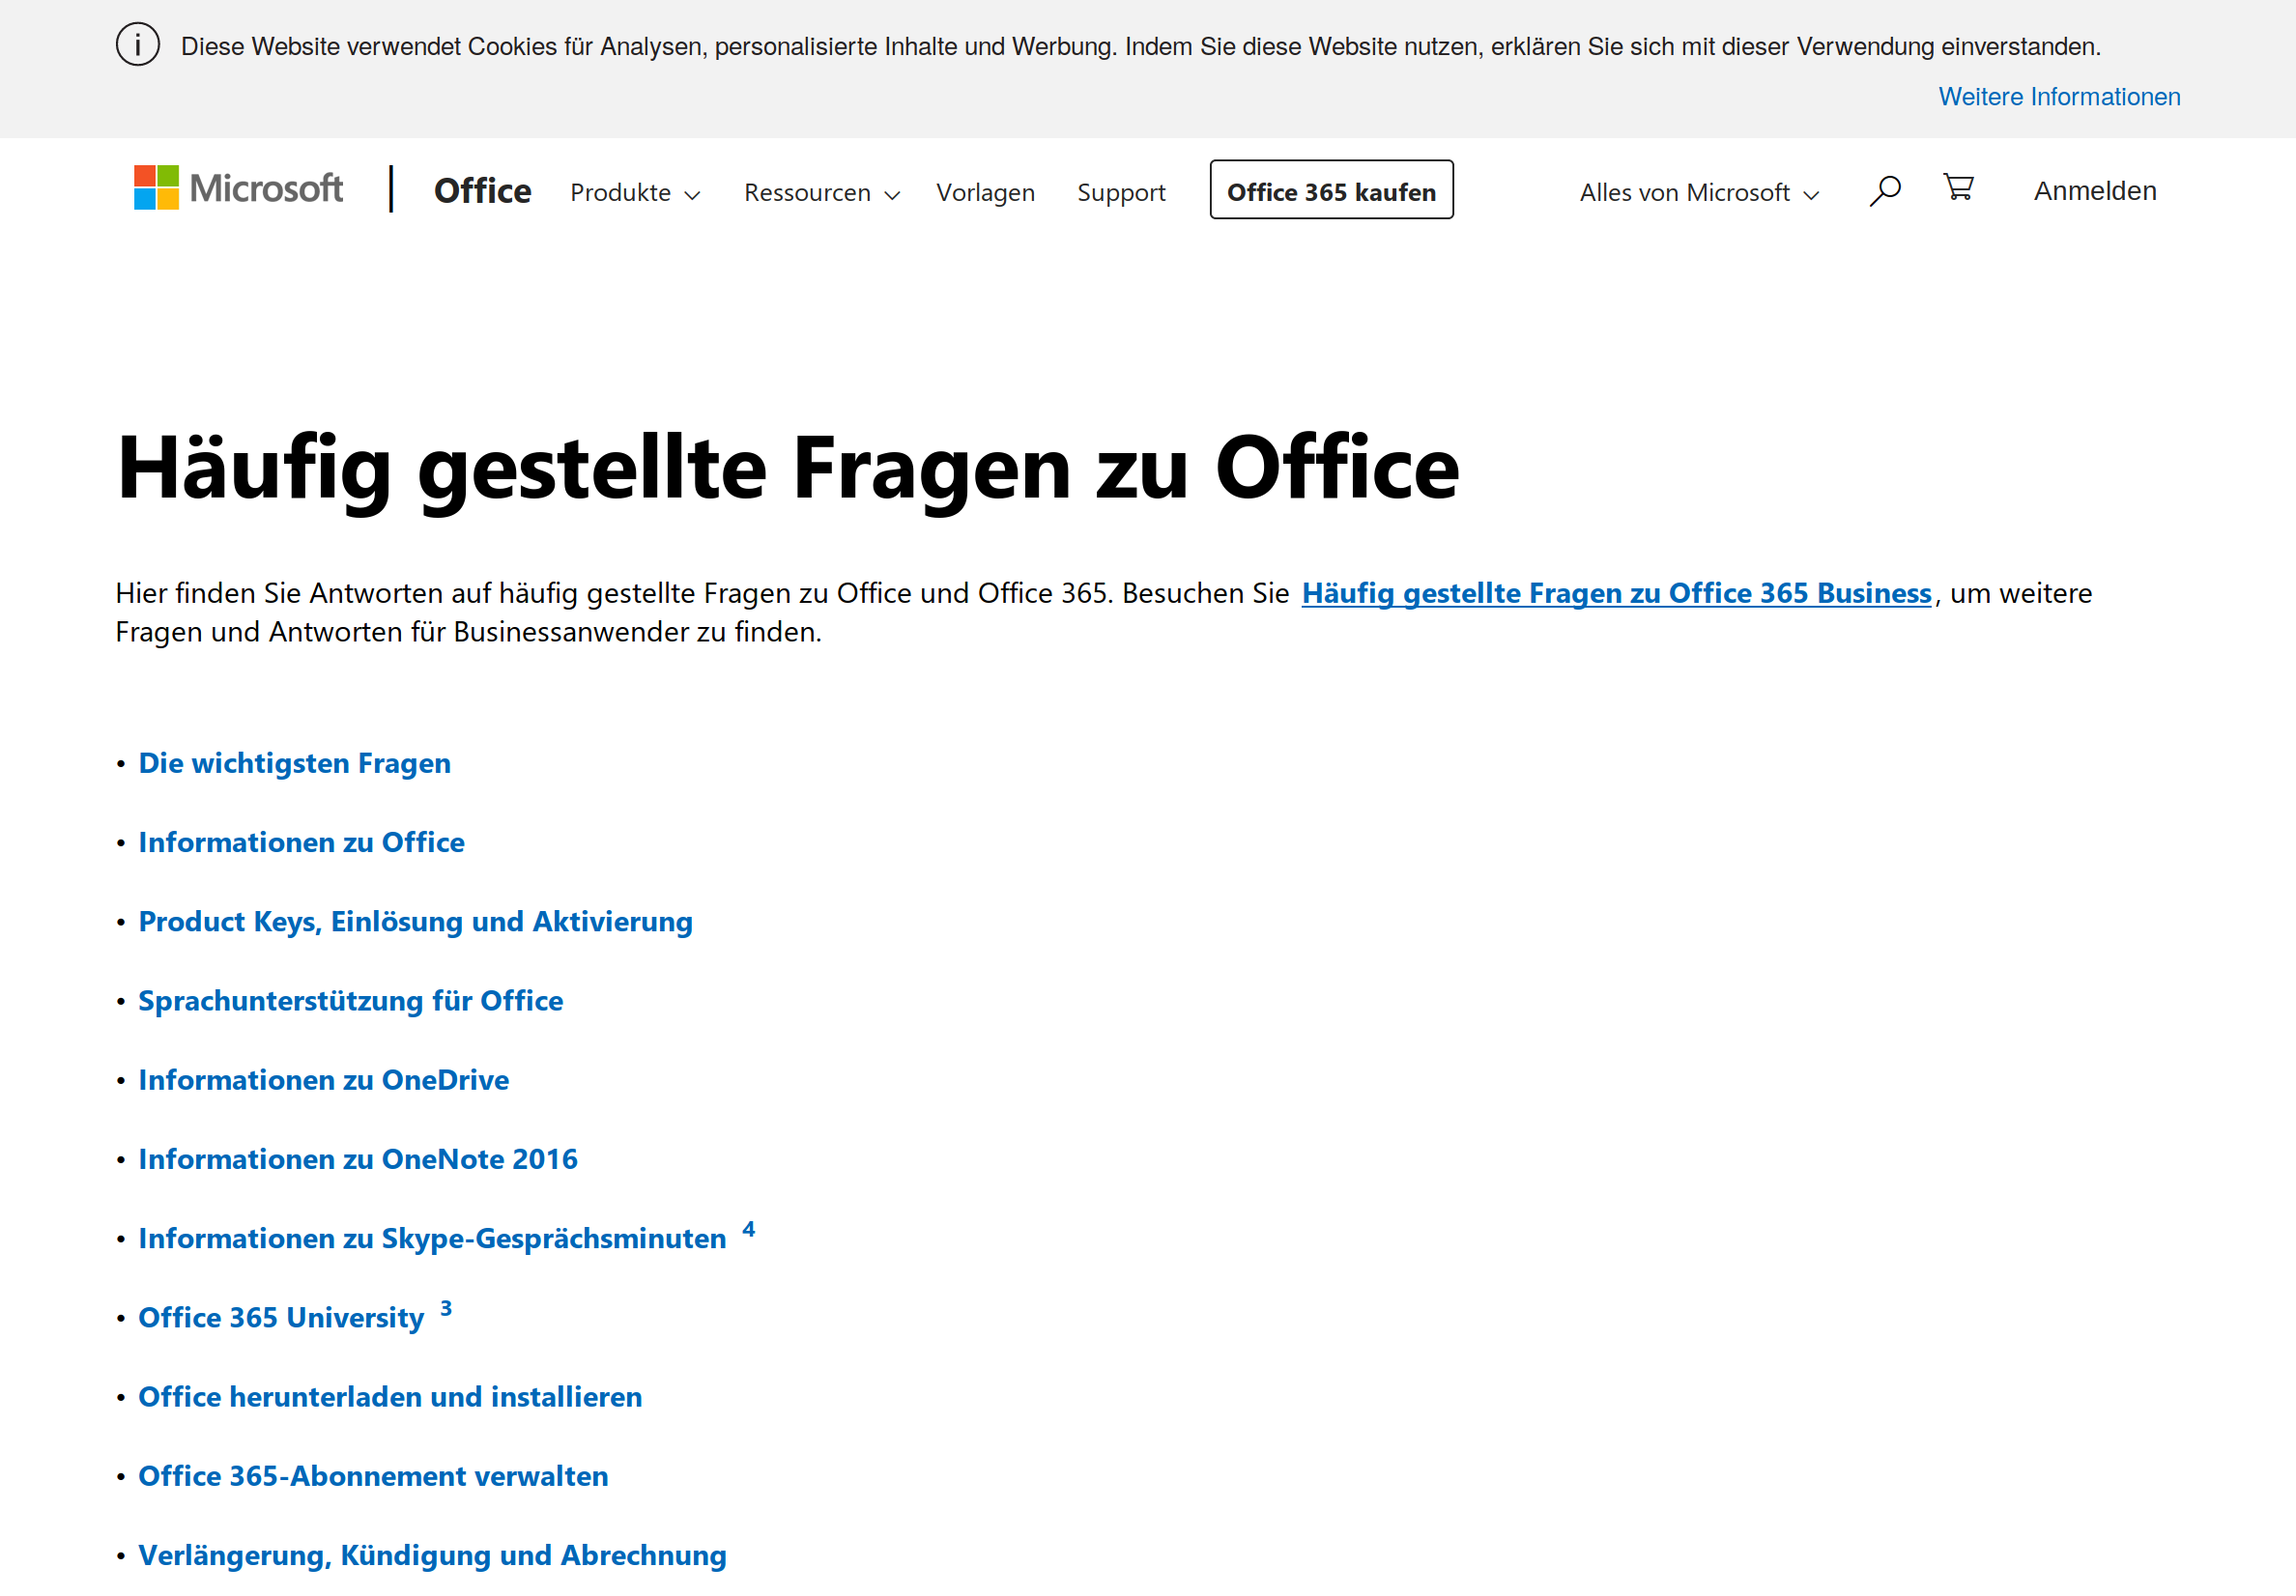 Diese Website verwendet Cookies für Analysen, personalisierte Inhalte und Werbung. Indem Sie diese Website nutzen, erklären Sie sich mit dieser Verwendung einverstanden.
Weitere Informationen
Microsoft Office Produkte Ressourcen Vorlagen Support Office 365 kaufen Alles von Microsoft Anmelden
Häufig gestellte Fragen zu Office
Hier finden Sie Antworten auf häufig gestellte Fragen zu Office und Office 365. Besuchen Sie Häufig gestellte Fragen zu Office 365 Business, um weitere
Fragen und Antworten für Businessanwender zu finden.
• Die wichtigsten Fragen
• Informationen zu Office
• Product Keys, Einlösung und Aktivierung
• Sprachunterstützung für Office
• Informationen zu OneDrive
• Informationen zu OneNote 2016
• Informationen zu Skype-Gesprächsminuten 4
• Office 365 University 3
• Office herunterladen und installieren
• Office 365-Abonnement verwalten
• Verlängerung, Kündigung und Abrechnung